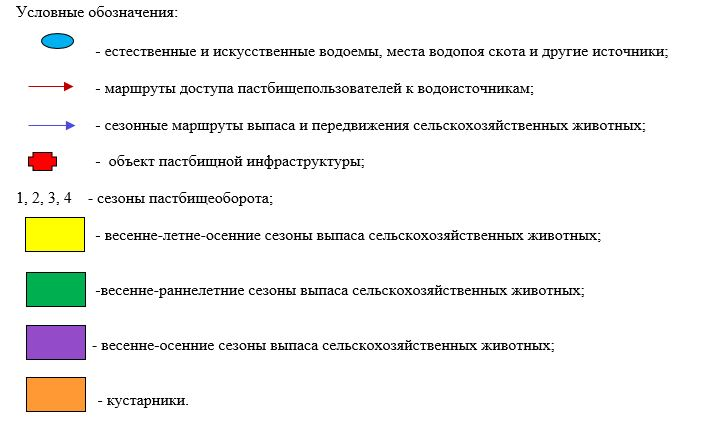 Условные обозначения:
- естественные и искусственные водоемы, места водопоя скота и другие источники;
- маршруты доступа пастбищепользователей к водоисточникам;
- сезонные маршруты выпаса и передвижения сельскохозяйственных животных;
- объект пастбищной инфраструктуры;
1, 2, 3, 4 - сезоны пастбищеоборота;
- весенне-летне-осенние сезоны выпаса сельскохозяйственных животных;
-весенне-раннелетние сезоны выпаса сельскохозяйственных животных;
- весенне-осенние сезоны выпаса сельскохозяйственных животных;
- кустарники.